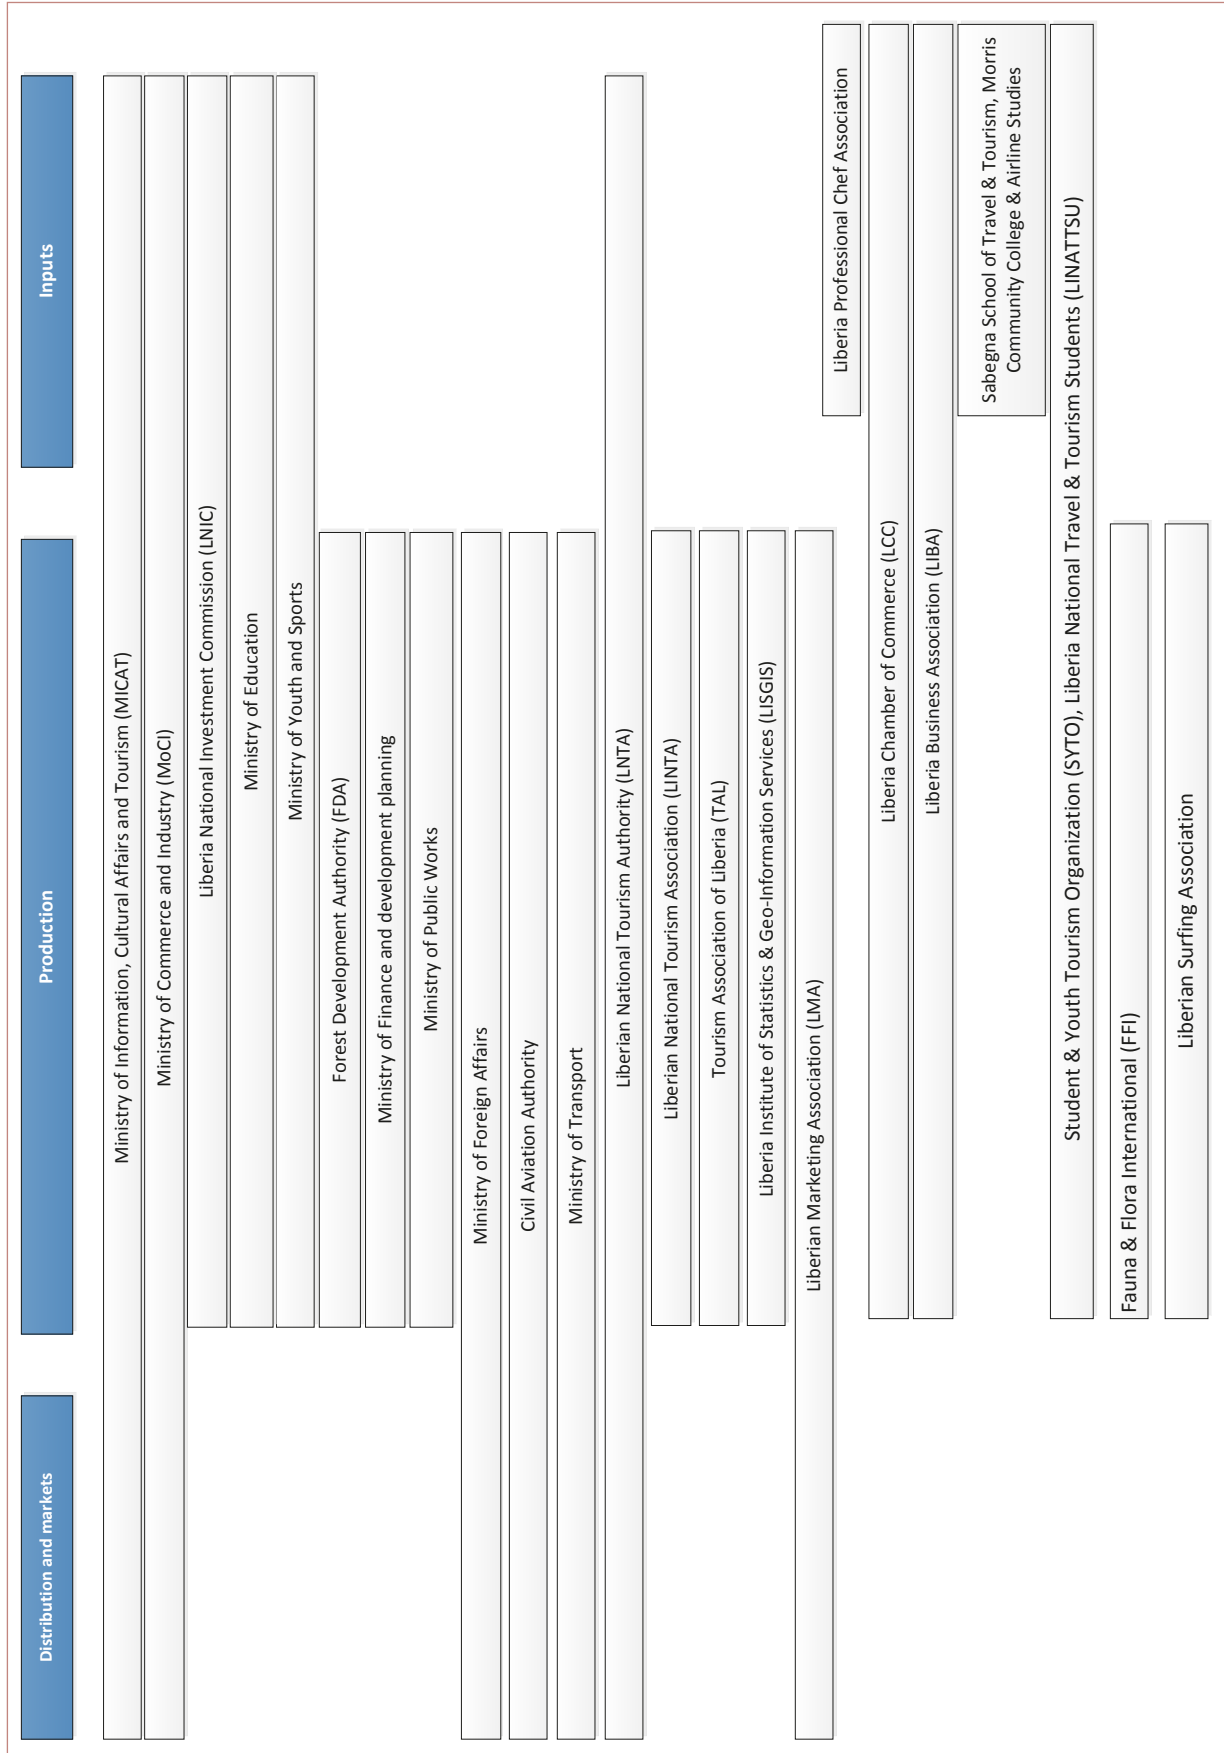 Distribution and markets
Production
Inputs
Ministry of Information, Cultural Affairs and Tourism (MICAT)
Ministry of Commerce and Industry (MoCI)
Liberia National Investment Commission (LNIC)
Ministry of Education
Ministry of Youth and Sports
Forest Development Authority (FDA)
Ministry of Finance and development planning
Ministry of Public Works
Ministry of Foreign Affairs
Civil Aviation Authority
Ministry of Transport
Liberian National Tourism Authority (LNTA)
Liberian National Tourism Association (LINTA)
Tourism Association of Liberia (TAL)
Liberia Institute of Statistics & Geo-Information Services (LISGIS)
Liberian Marketing Association (LMA)
Liberia Professional Chef Association
Liberia Chamber of Commerce (LCC)
Liberia Business Association (LIBA)
Sabegna School of Travel & Tourism, Morris
Community College & Airline Studies
Student & Youth Tourism Organization (SYTO), Liberia National Travel & Tourism Students (LINATTSU)
Fauna & Flora International (FFI)
Liberian Surfing Association